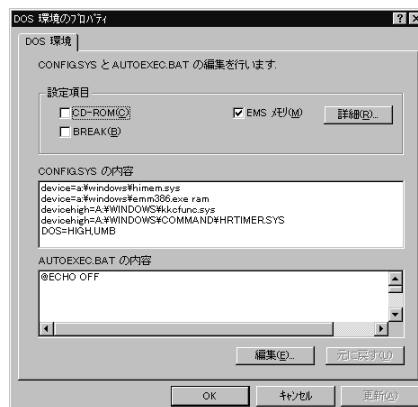 DOS 環境のプロパティ
DOS 環境
CONFIG.SYS と AUTOEXEC.BAT の編集を行います.
設定項目
CD-ROM(C)
EMS メモリ(M)
詳細(R)...
BREAK(B)
CONFIG.SYS の内容
device=a:¥windows¥himem.sys
device=a:¥windows¥emm386.exe ram
devicehigh=A:¥WINDOWS¥kkcfunc.sys
devicehigh=A:¥WINDOWS¥COMMAND¥HRTIMER.SYS
DOS=HIGH,UMB
AUTOEXEC.BAT の内容
@ECHO OFF
編集(E)...
元に戻す(U)
OK
キャンセル
更新(A)